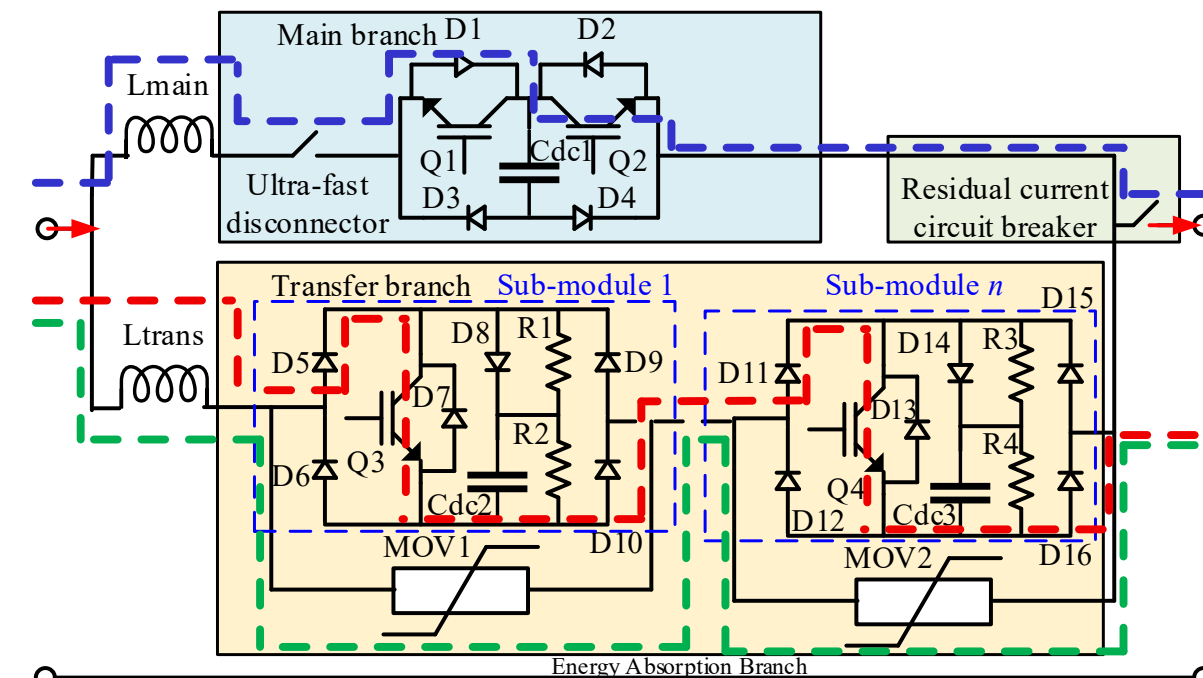 Main branch
D1
D2
Lmain
Q1
Cdc1
Q2
Ultra-fast
disconnector
D3
D4
Residual current
circuit breaker
Transfer branch
Sub-module 1
Sub-module n
D15
Ltrans
D5
D8
R1
D9
D11
D14
R3
D7
D13
R2
R4
Q3
D6
Q4
Cdc2
Cdc3
D12
D10
D16
MOV1
MOV2
Energy Absorption Branch